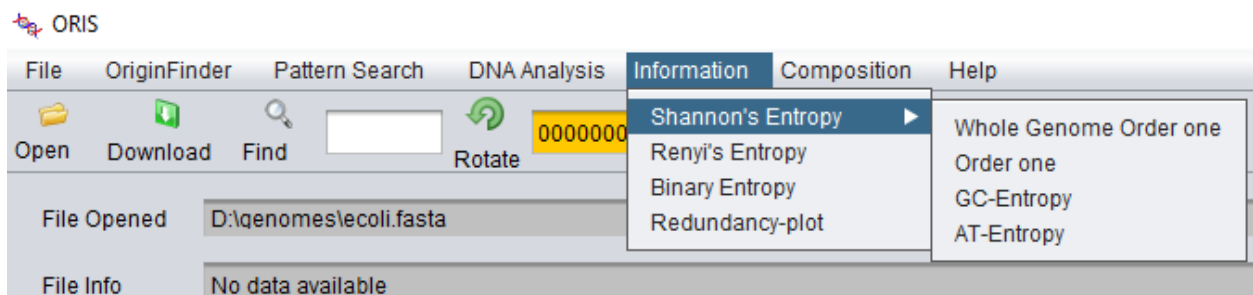 ORIS
File OriginFinder Pattern Search DNA Analysis Information Composition Help
Open Download Find Rotate 0000000
Shannon's Entropy
Renyi's Entropy
Binary Entropy
Redundancy-plot
Whole Genome Order one
Order one
GC-Entropy
AT-Entropy
File Opened D:\genomes\ecoli.fasta
File Info No data available